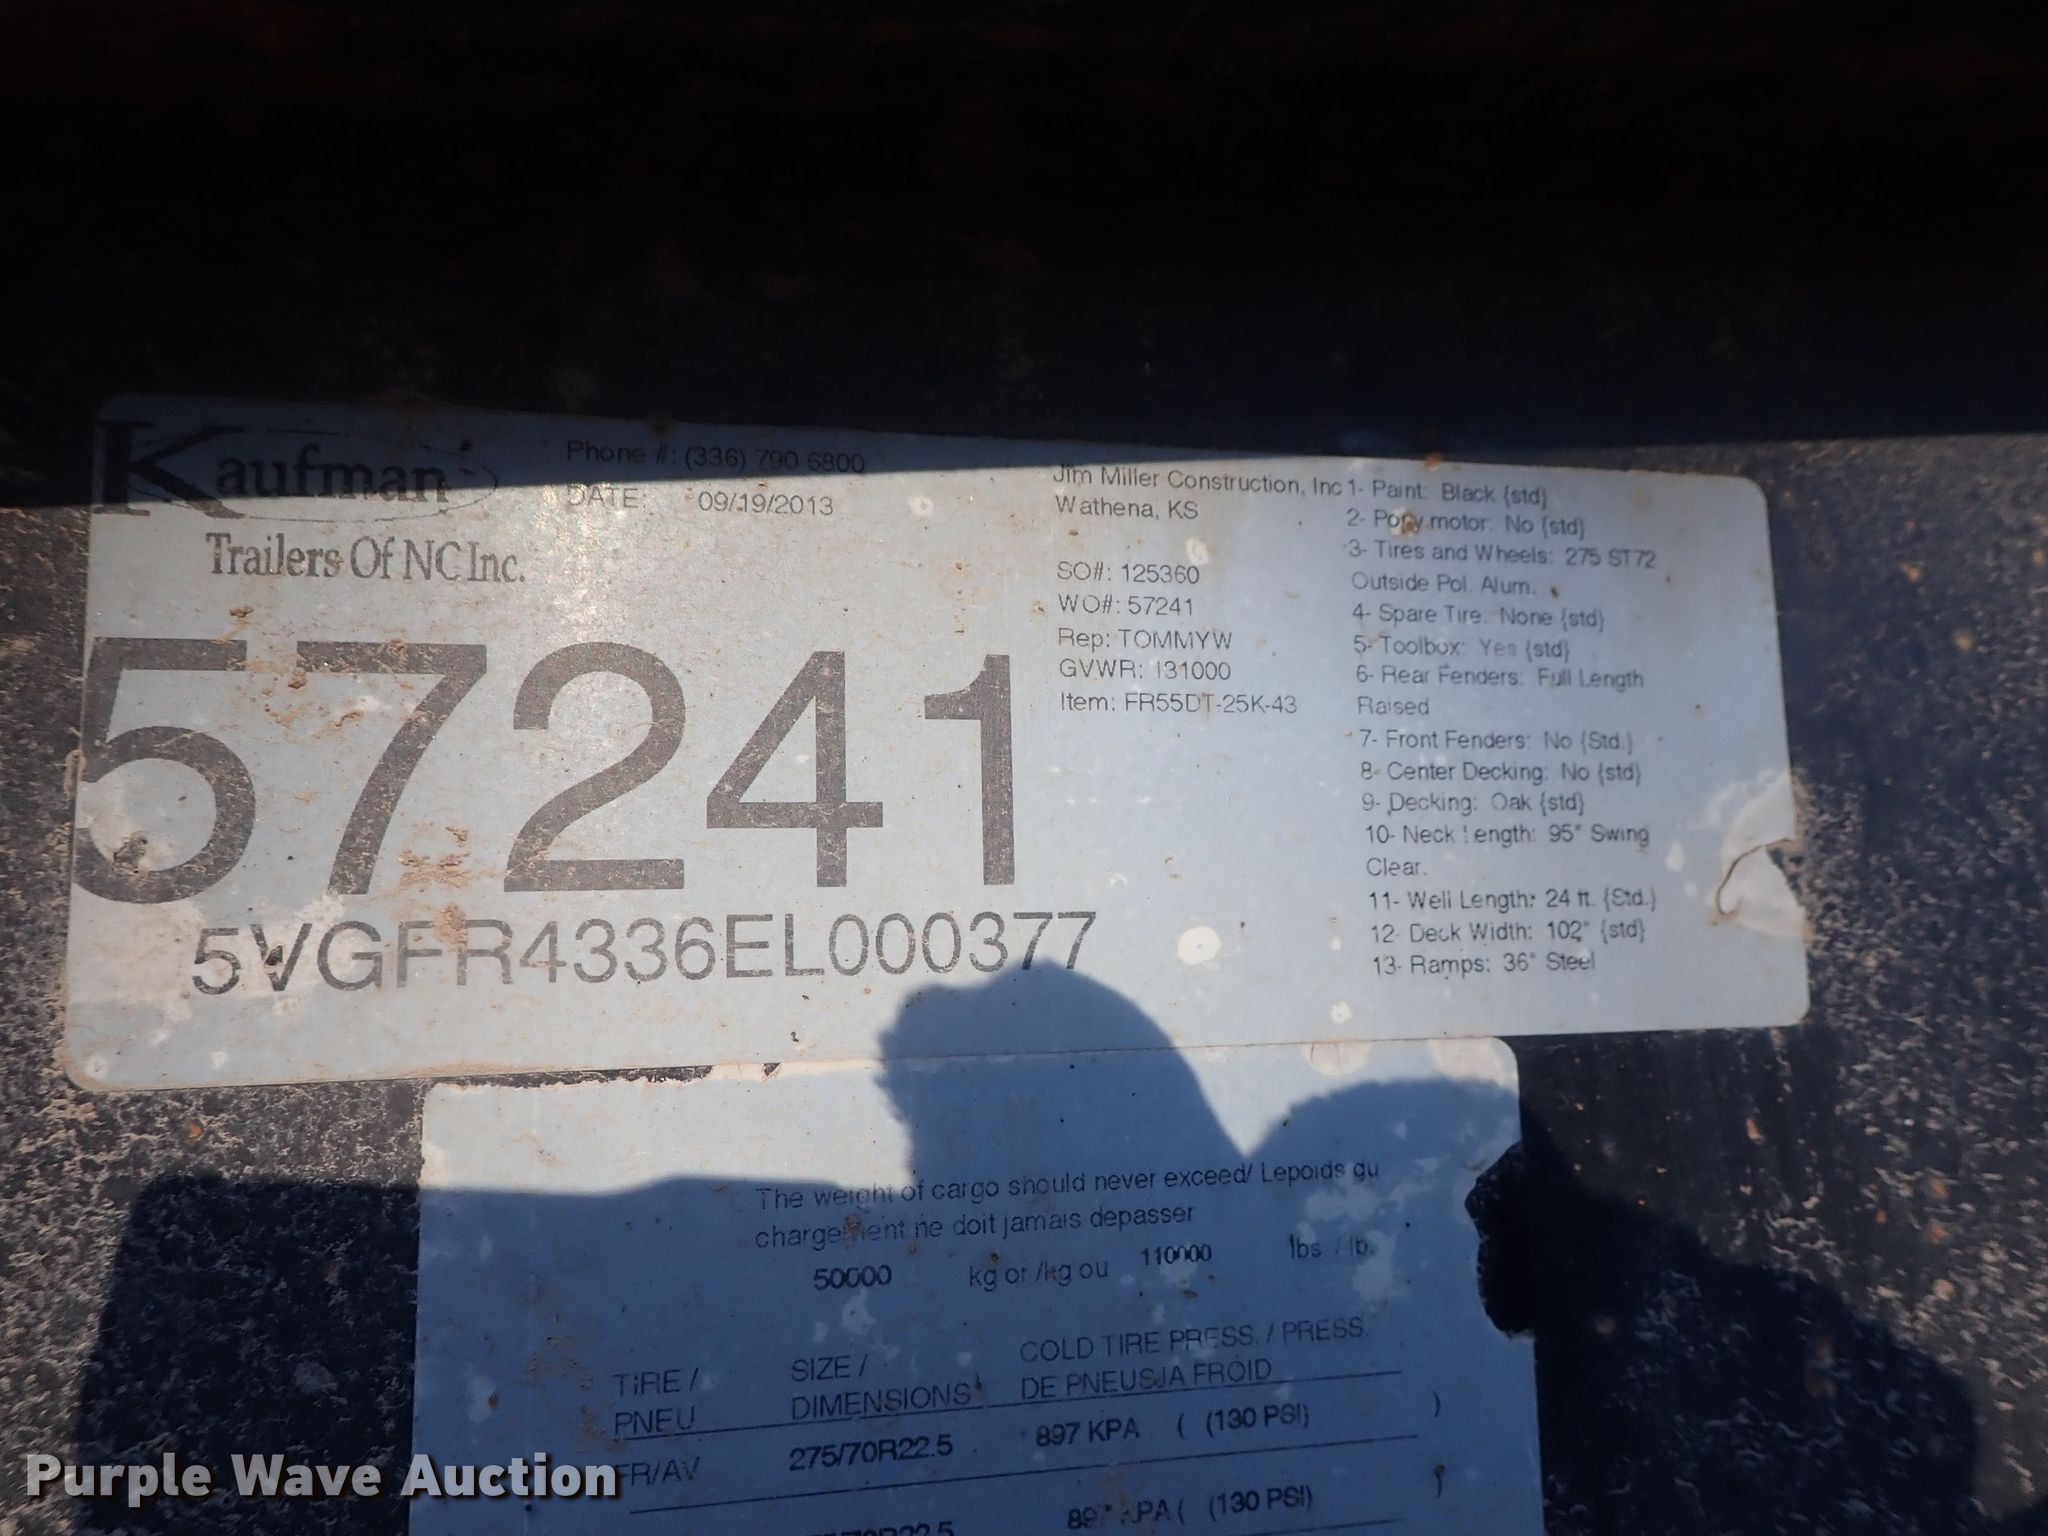 Kaufman
Trailers Of NC Inc.
Phone #: (336) 790 6800
DATE: 09/19/2013
57241
5VGFR4336EL000377
Jim Miller Construction, Inc
Wathena, KS
SO#: 125360
WO#: 57241
Rep: TOMMYW
GVWR: 131000
Item: FR55DT-25K-43
1- Paint: Black {std}
2- Pony motor: No {std}
3- Tires and Wheels: 275 ST72
Outside Pol. Alum.
4- Spare Tire: None {std}
5- Toolbox: Yes {std}
6- Rear Fenders: Full Length
Raised
7- Front Fenders: No {Std.}
8- Center Decking: No {std}
9- Decking: Oak {std}
10- Neck Length: 95" Swing
Clear.
11- Well Length: 24 ft. {Std.}
12- Deck Width: 102" {std}
13- Ramps: 36" Steel
The weight of cargo should never exceed/ Lepoids du
chargement ne doit jamais depasser
50000 kg or /kg ou 110000 lbs / lb.
TIRE / SIZE / COLD TIRE PRESS. / PRESS.
PNEU DIMENSIONS DE PNEUSJA FROID
FR/AV 275/70R22.5 897 KPA ( (130 PSI) )
KPA ( (130 PSI) )
Purple Wave Auction